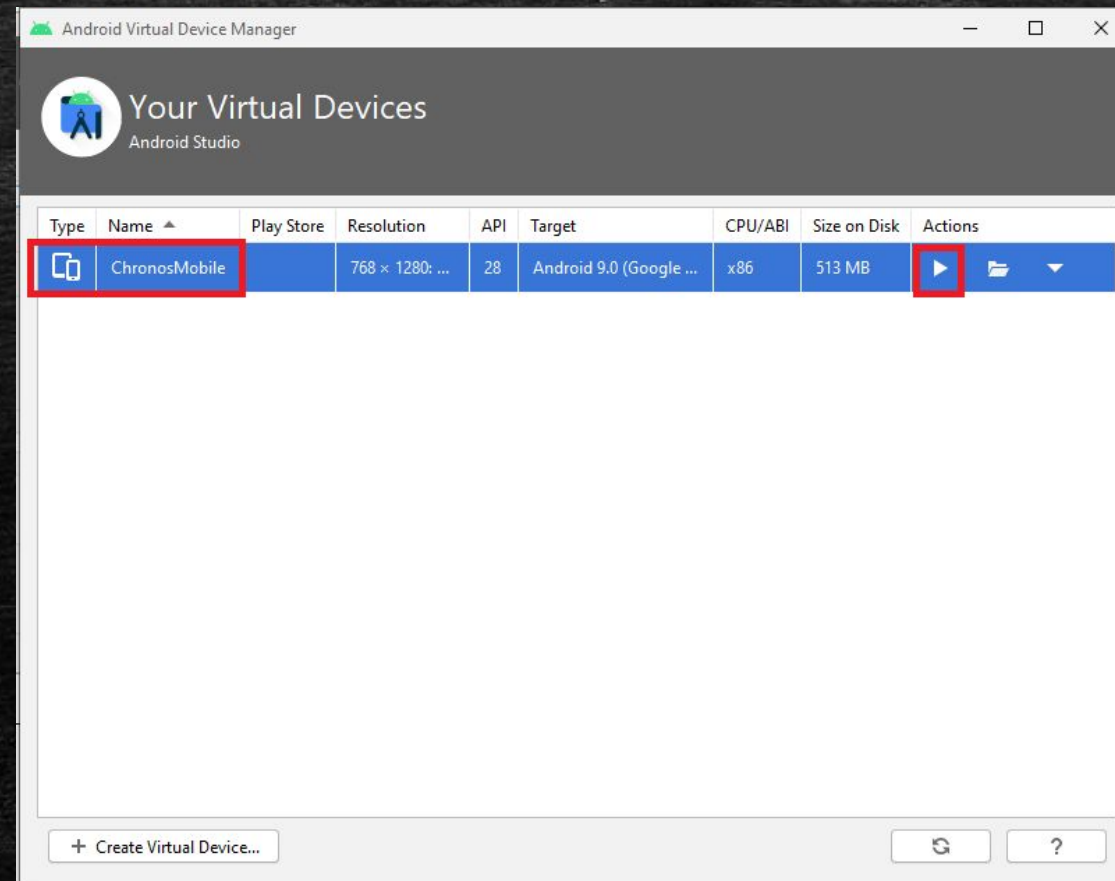 Android Virtual Device Manager
Your Virtual Devices
Android Studio
Type Name Play Store Resolution API Target CPU/ABI Size on Disk Actions
ChronosMobile 768 × 1280: ... 28 Android 9.0 (Google ... x86 513 MB
+ Create Virtual Device... ?